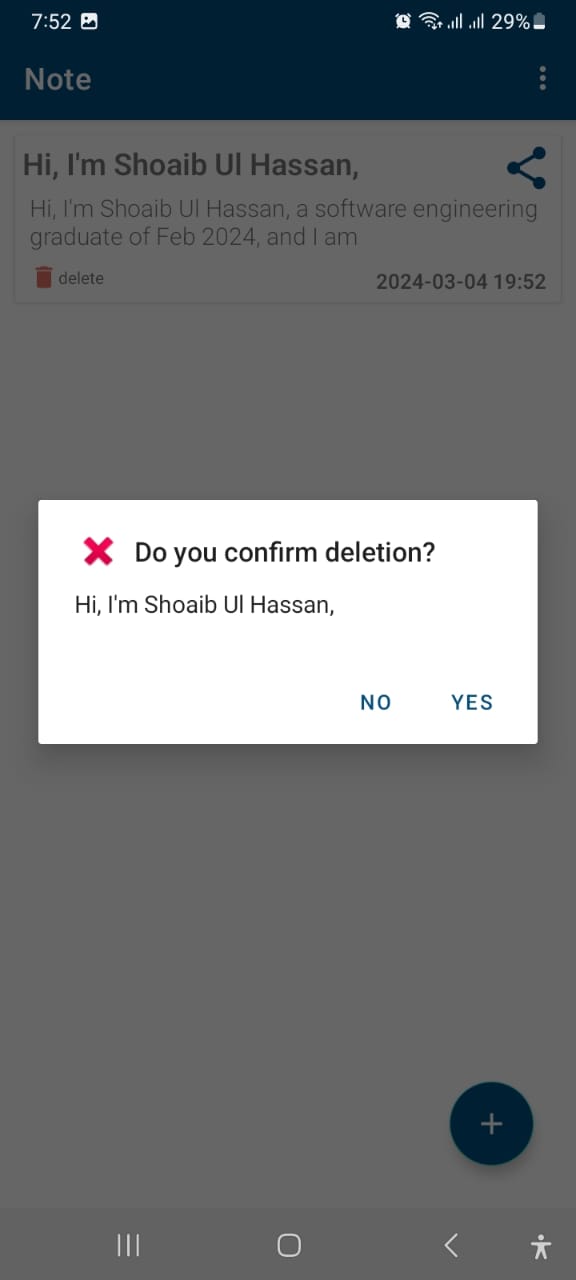 7:52 29%
Note
Hi, I'm Shoaib Ul Hassan,
Hi, I'm Shoaib Ul Hassan, a software engineering
graduate of Feb 2024, and I am
delete 2024-03-04 19:52
Do you confirm deletion?
Hi, I'm Shoaib Ul Hassan,
NO YES